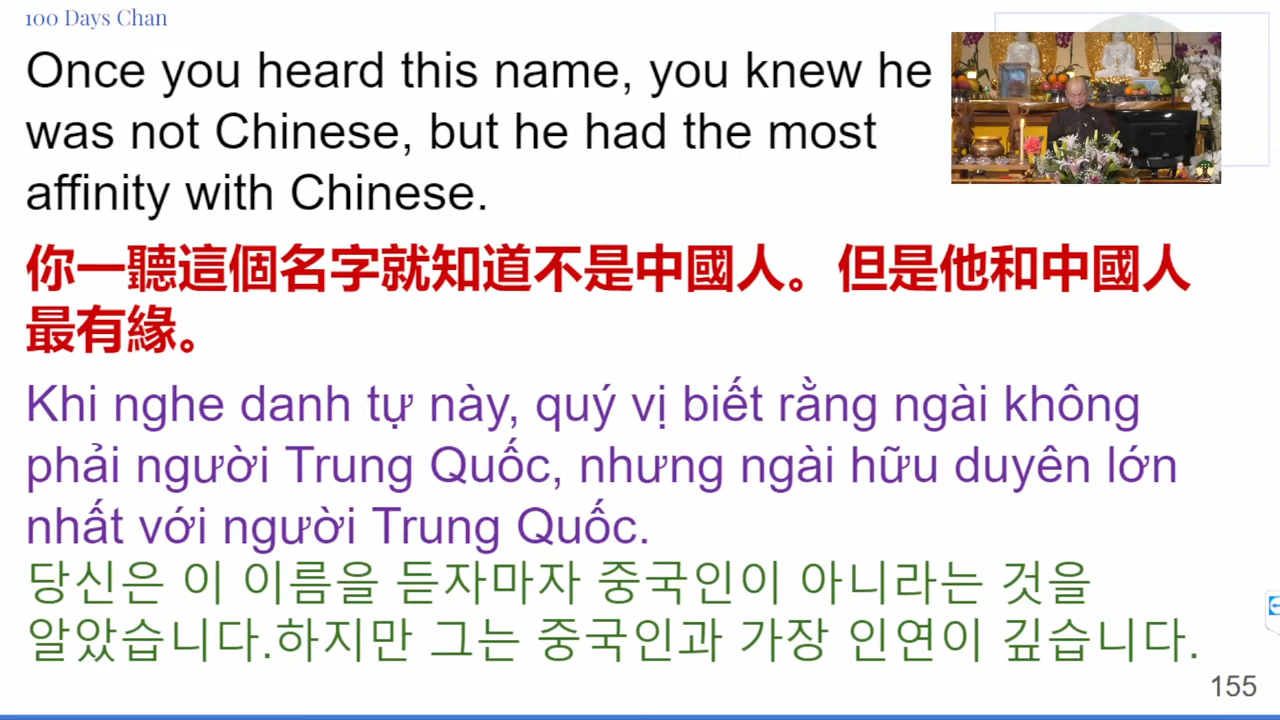 100 Days Chan
Once you heard this name, you knew he
was not Chinese, but he had the most
affinity with Chinese.
你一聽這個名字就知道不是中國人。但是他和中國人
最有緣。
Khi nghe danh tự này, quý vị biết rằng ngài không
phải người Trung Quốc, nhưng ngài hữu duyên lớn
nhất với người Trung Quốc.
당신은 이 이름을 듣자마자 중국인이 아니라는 것을
알았습니다.하지만 그는 중국인과 가장 인연이 깊습니다.
155